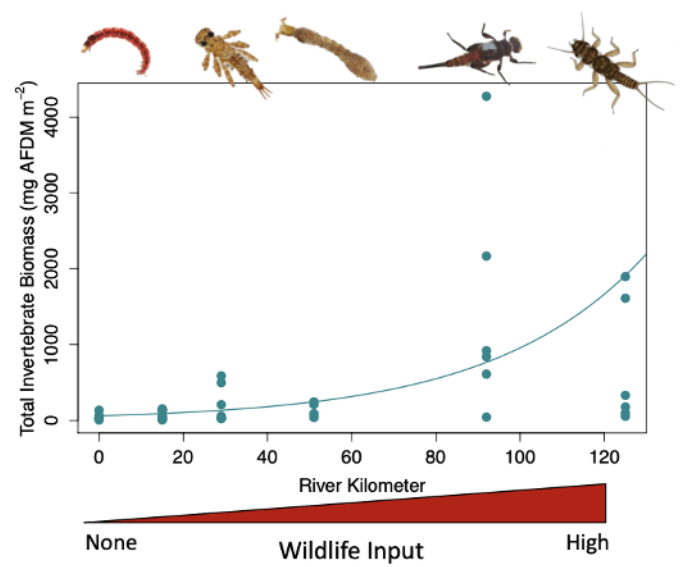 Total Invertebrate Biomass (mg AFDM m⁻²)
4000
3000
2000
1000
0
0 20 40 60 80 100 120
River Kilometer
None
Wildlife Input
High